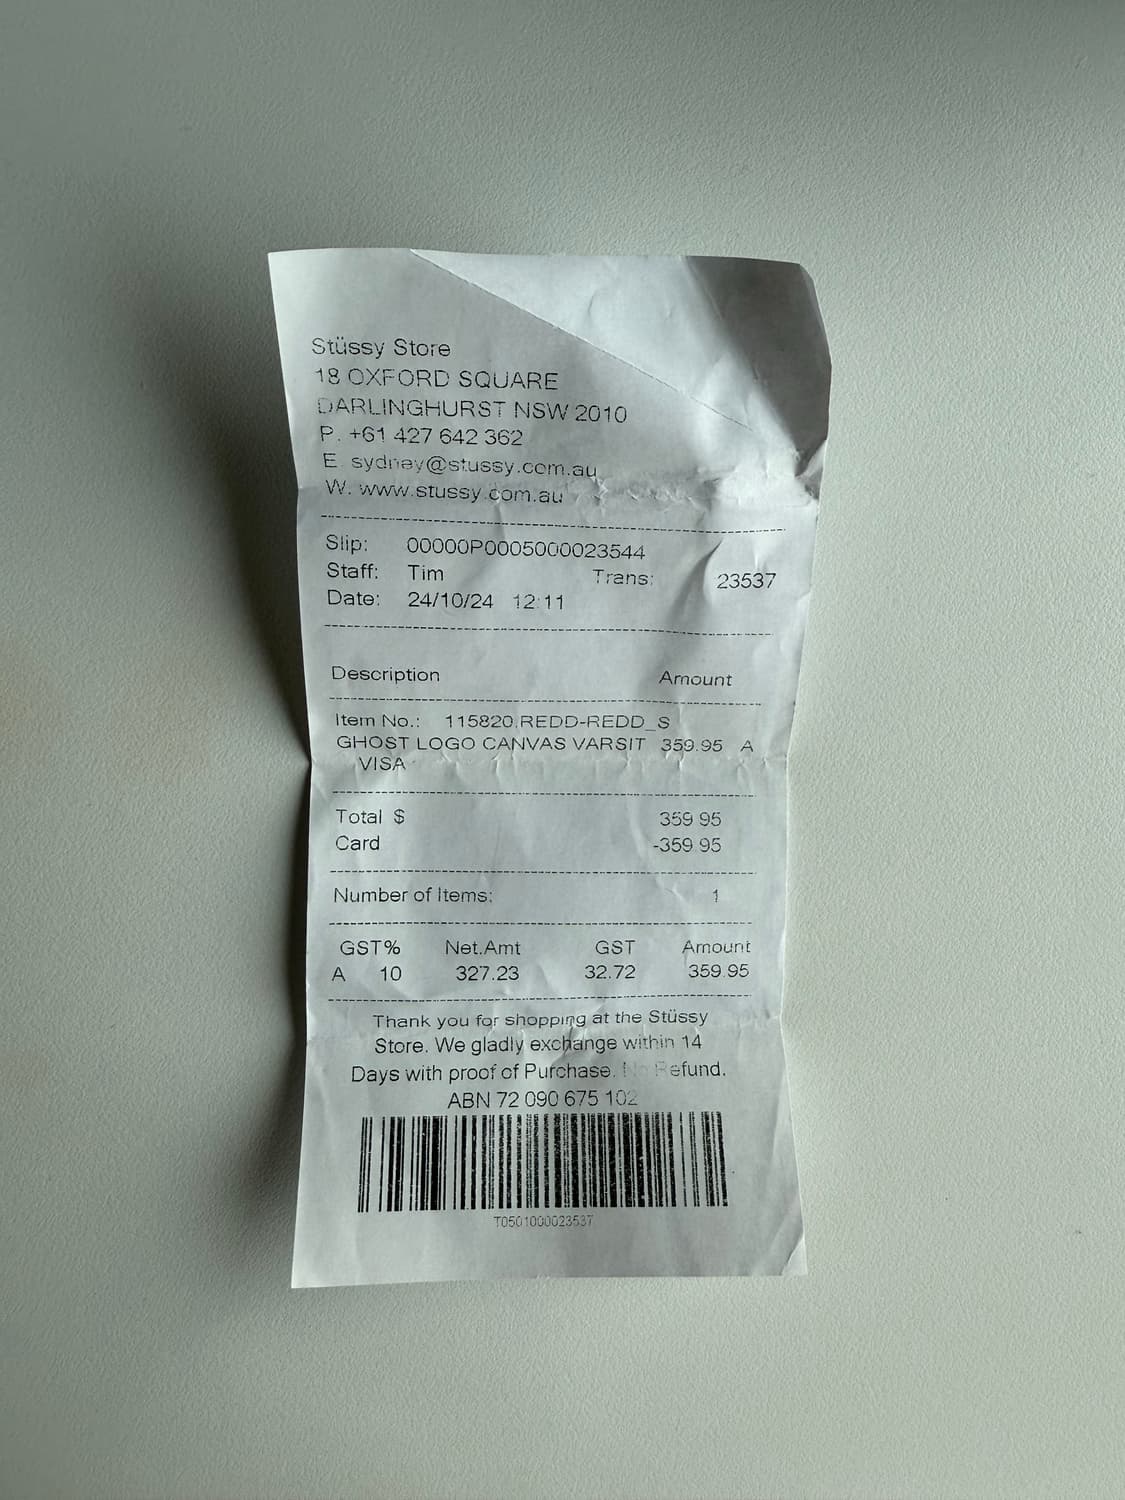 Stüssy Store
18 OXFORD SQUARE
DARLINGHURST NSW 2010
P. +61 427 642 362
E. sydney@stussy.com.au
W. www.stussy.com.au
Slip: 00000P0005000023544
Staff: Tim Trans: 23537
Date: 24/10/24 12:11
Description Amount
Item No.: 115820.REDD-REDD_S
GHOST LOGO CANVAS VARSIT 359.95 A
VISA
Total $ 359.95
Card -359.95
Number of Items: 1
GST% Net.Amt GST Amount
A 10 327.23 32.72 359.95
Thank you for shopping at the Stüssy
Store. We gladly exchange within 14
Days with proof of Purchase. No Refund.
ABN 72 090 675 102
T0501000023537